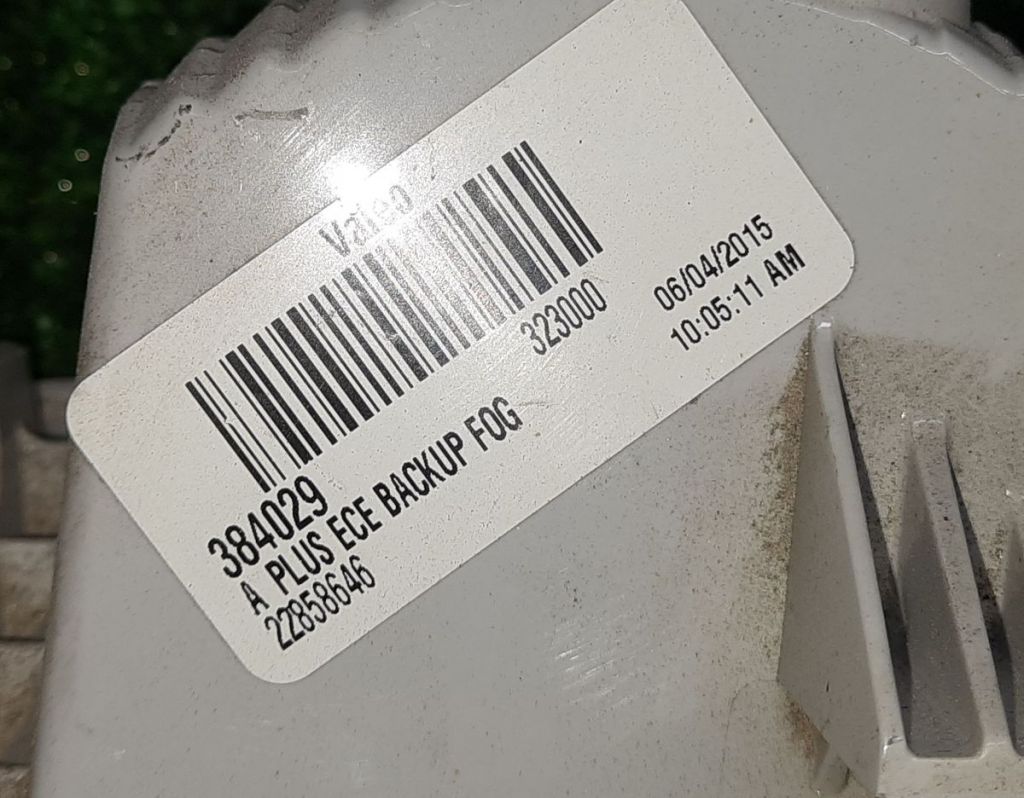 Valeo
323000
06/04/2015
10:05:11 AM
384029
A PLUS ECE BACKUP FOG
22858646